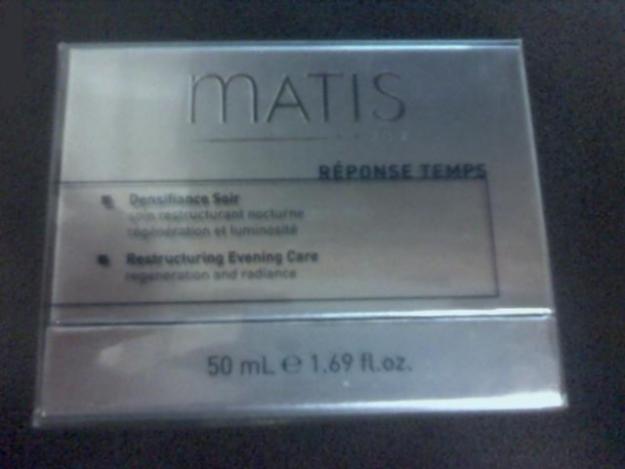 MATIS
RÉPONSE TEMPS
Densifiance Soir
soin restructurant nocturne
régénération et luminosité
Restructuring Evening Care
regeneration and radiance
50 mL ℮ 1.69 fl.oz.